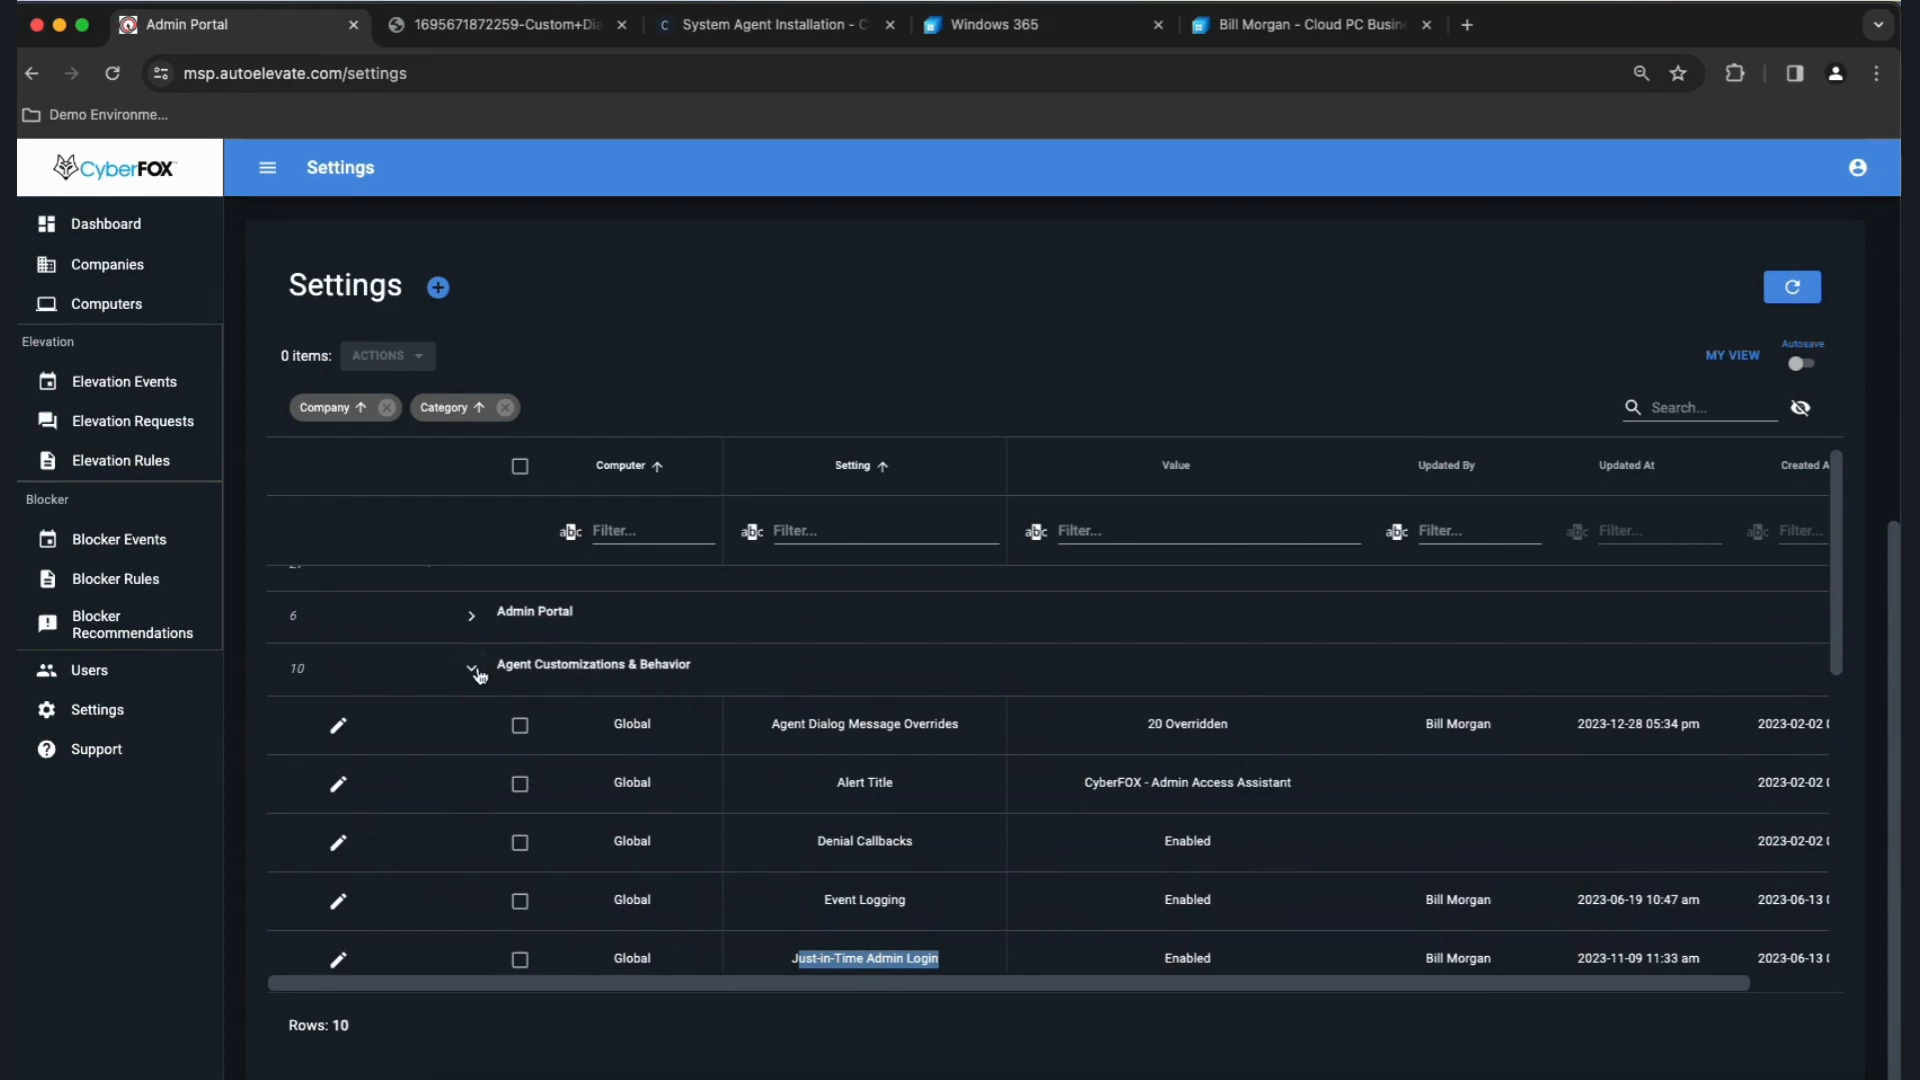 Admin Portal
1695671872259-Custom+Dia
System Agent Installation - C
Windows 365
Bill Morgan - Cloud PC Busin
msp.autoelevate.com/settings
Demo Environme...
CyberFOX
Settings
Dashboard
Companies
Computers
Elevation
Elevation Events
Elevation Requests
Elevation Rules
Blocker
Blocker Events
Blocker Rules
Blocker
Recommendations
Users
Settings
Support
Settings
0 items: ACTIONS
MY VIEW Autosave
Company Category
Search...
Computer Setting Value Updated By Updated At Created A
abc Filter... abc Filter... abc Filter... abc Filter... abc Filter... abc Filter...
6 Admin Portal
10 Agent Customizations & Behavior
Global Agent Dialog Message Overrides 20 Overridden Bill Morgan 2023-12-28 05:34 pm 2023-02-02
Global Alert Title CyberFOX - Admin Access Assistant 2023-02-02
Global Denial Callbacks Enabled 2023-02-02
Global Event Logging Enabled Bill Morgan 2023-06-19 10:47 am 2023-06-13
Global Just-in-Time Admin Login Enabled Bill Morgan 2023-11-09 11:33 am 2023-06-13
Rows: 10